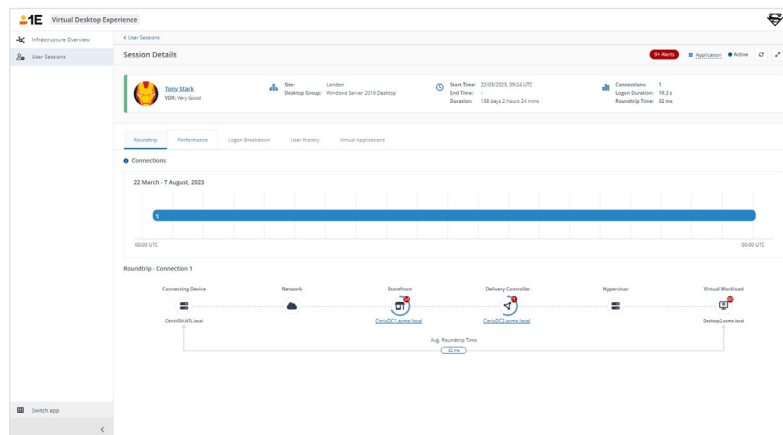 1E Virtual Desktop Experience
Infrastructure Overview
User Sessions
< User Sessions
Session Details
9+ Alerts
Application
Active
Tony Stark
VDX: Very Good
Site: London
Desktop Group: Windows Server 2019 Desktop
Start Time: 22/03/2023, 09:24 UTC
End Time: -
Duration: 138 days 2 hours 24 mins
Connections: 1
Logon Duration: 19.3 s
Roundtrip Time: 32 ms
Roundtrip Performance Logon Breakdown User History Virtual Applications
Connections
22 March - 7 August, 2023
1
00:00 UTC 00:00 UTC
Roundtrip - Connection 1
Connecting Device Network Storefront Delivery Controller Hypervisor Virtual Workload
CitrixDC1.acme.local CitrixDC2.acme.local Desktop2.acme.local
Avg. Roundtrip Time
32 ms
Switch app